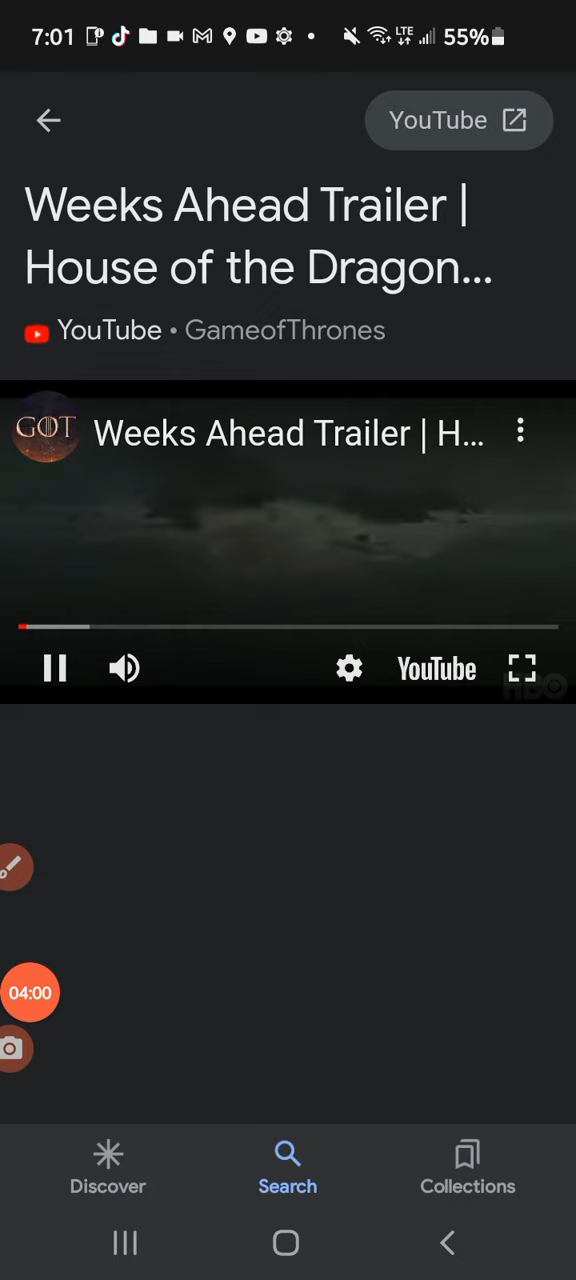 7:01 LTE 55%
YouTube
Weeks Ahead Trailer |
House of the Dragon...
YouTube • GameofThrones
GOT Weeks Ahead Trailer | H...
YouTube
HBO
04:00
Discover Search Collections